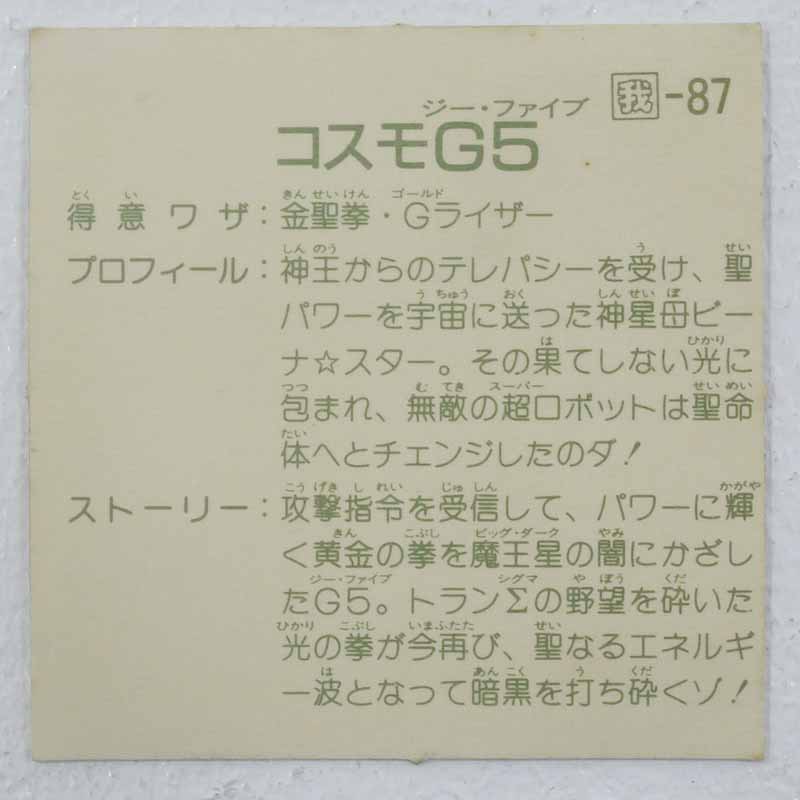 我-87
ジー・ファイブ
コスモG5
とく い きん せい けん ゴールド
得意ワザ：金聖拳・Gライザー
しん のう う せい
プロフィール：神王からのテレパシーを受け、聖
う ちゅう おく しん せい ぼ
パワーを宇宙に送った神星母ビー
は ひかり
ナ☆スター。その果てしない光に
つつ む てき スーパー せい めい
包まれ、無敵の超ロボットは聖命
たい
体へとチェンジしたのダ！
こう げき し れい じゅ しん かがや
ストーリー：攻撃指令を受信して、パワーに輝
きん こぶし ビッグ・ダーク やみ
く黄金の拳を魔王星の闇にかざし
ジー・ファイブ シグマ や ぼう くだ
たG5。トランΣの野望を砕いた
ひかり こぶし いまふたた せい
光の拳が今再び、聖なるエネルギ
は あん こく う くだ
ー波となって暗黒を打ち砕くゾ！